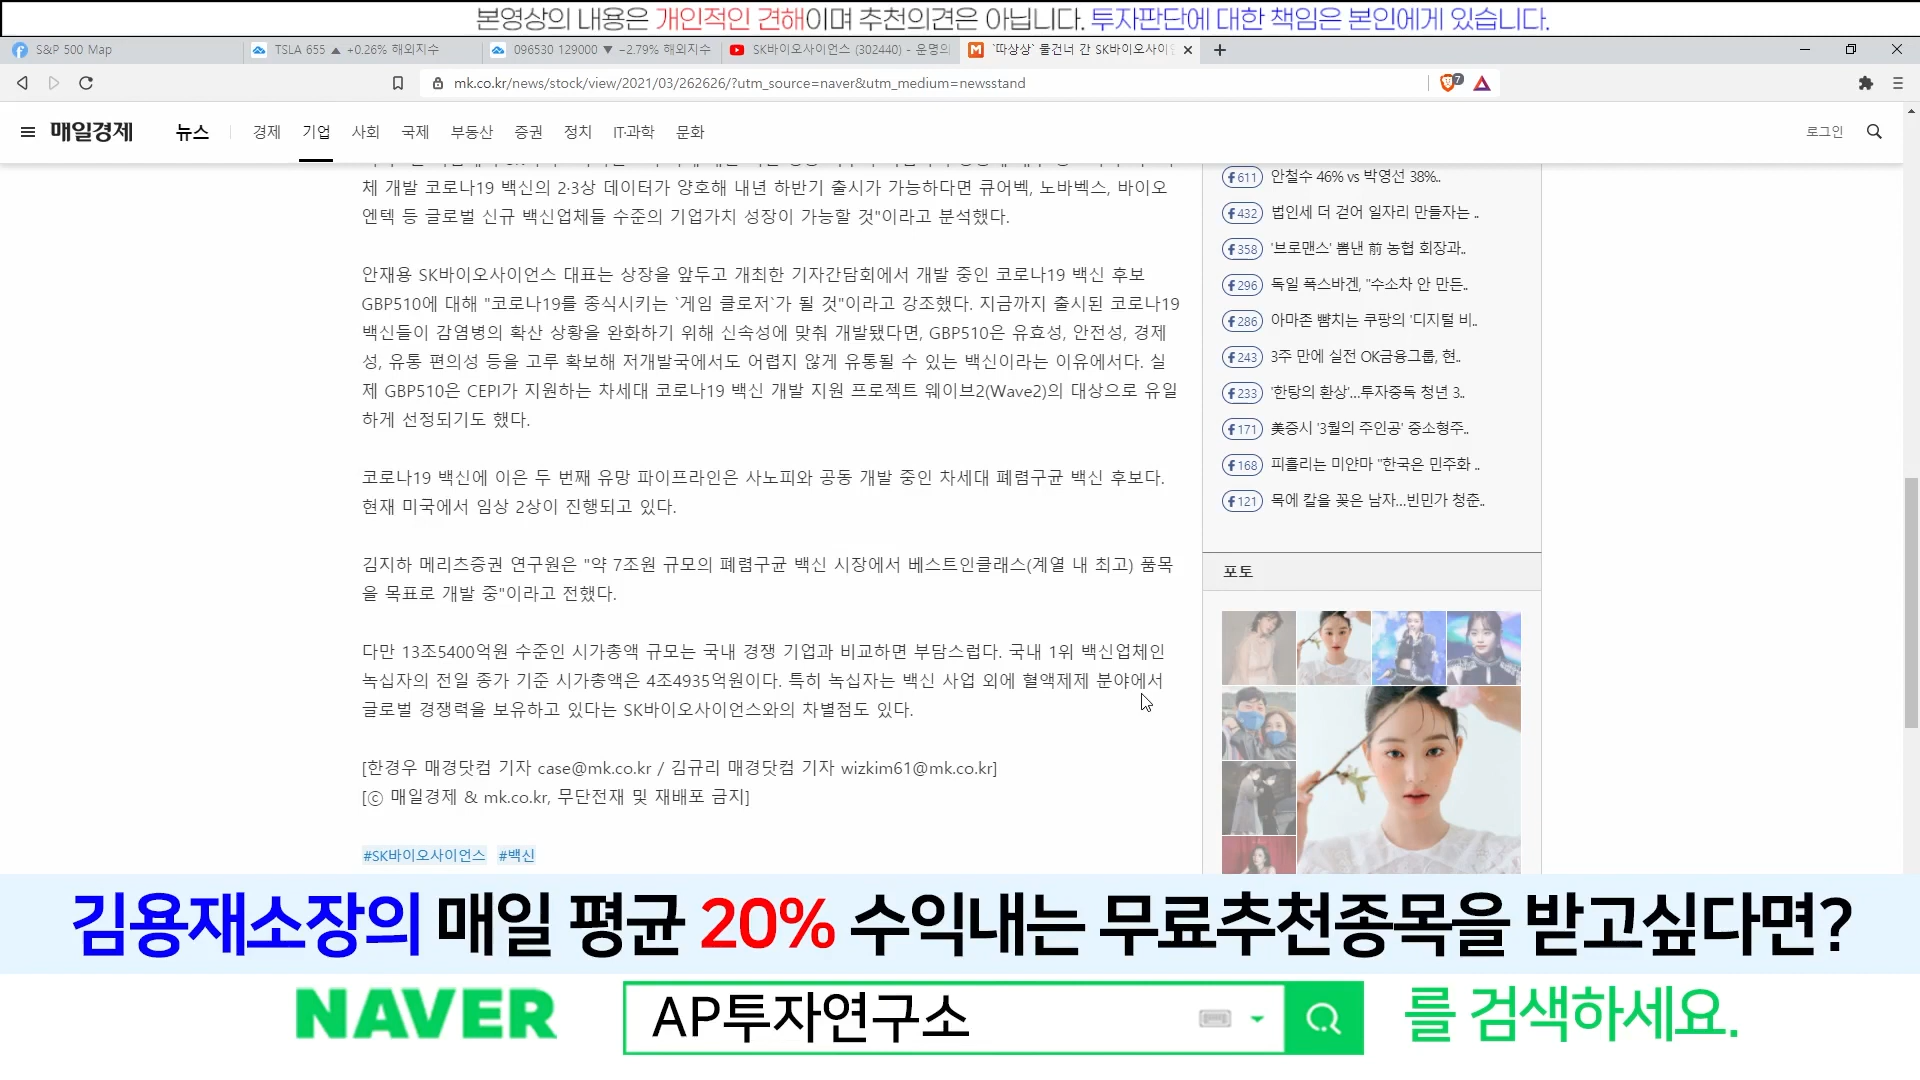 본영상의 내용은 개인적인 견해이며 추천의견은 아닙니다. 투자판단에 대한 책임은 본인에게 있습니다.
S&P 500 Map
TSLA 655 ▲ +0.26% 해외지수
096530 129000 ▼ −2.79% 해외지수
SK바이오사이언스 (302440) - 운명의
`따상상` 물건너 간 SK바이오사이언
mk.co.kr/news/stock/view/2021/03/262626/?utm_source=naver&utm_medium=newsstand
7
매일경제
뉴스
경제 기업 사회 국제 부동산 증권 정치 IT·과학 문화
로그인
체 개발 코로나19 백신의 2·3상 데이터가 양호해 내년 하반기 출시가 가능하다면 큐어벡, 노바벡스, 바이오
엔텍 등 글로벌 신규 백신업체들 수준의 기업가치 성장이 가능할 것"이라고 분석했다.
안재용 SK바이오사이언스 대표는 상장을 앞두고 개최한 기자간담회에서 개발 중인 코로나19 백신 후보
GBP510에 대해 "코로나19를 종식시키는 `게임 클로저`가 될 것"이라고 강조했다. 지금까지 출시된 코로나19
백신들이 감염병의 확산 상황을 완화하기 위해 신속성에 맞춰 개발됐다면, GBP510은 유효성, 안전성, 경제
성, 유통 편의성 등을 고루 확보해 저개발국에서도 어렵지 않게 유통될 수 있는 백신이라는 이유에서다. 실
제 GBP510은 CEPI가 지원하는 차세대 코로나19 백신 개발 지원 프로젝트 웨이브2(Wave2)의 대상으로 유일
하게 선정되기도 했다.
코로나19 백신에 이은 두 번째 유망 파이프라인은 사노피와 공동 개발 중인 차세대 폐렴구균 백신 후보다.
현재 미국에서 임상 2상이 진행되고 있다.
김지하 메리츠증권 연구원은 "약 7조원 규모의 폐렴구균 백신 시장에서 베스트인클래스(계열 내 최고) 품목
을 목표로 개발 중"이라고 전했다.
다만 13조5400억원 수준인 시가총액 규모는 국내 경쟁 기업과 비교하면 부담스럽다. 국내 1위 백신업체인
녹십자의 전일 종가 기준 시가총액은 4조4935억원이다. 특히 녹십자는 백신 사업 외에 혈액제제 분야에서
글로벌 경쟁력을 보유하고 있다는 SK바이오사이언스와의 차별점도 있다.
[한경우 매경닷컴 기자 case@mk.co.kr / 김규리 매경닷컴 기자 wizkim61@mk.co.kr]
[ⓒ 매일경제 & mk.co.kr, 무단전재 및 재배포 금지]
#SK바이오사이언스 #백신
f 611 안철수 46% vs 박영선 38%..
f 432 법인세 더 걷어 일자리 만들자는 ..
f 358 '브로맨스' 뽐낸 前 농협 회장과..
f 296 독일 폭스바겐, "수소차 안 만든..
f 286 아마존 뺨치는 쿠팡의 '디지털 비..
f 243 3주 만에 실전 OK금융그룹, 현..
f 233 '한탕의 환상'…투자중독 청년 3..
f 171 美증시 '3월의 주인공' 중소형주..
f 168 피흘리는 미얀마 "한국은 민주화 ..
f 121 목에 칼을 꽂은 남자…빈민가 청준..
포토
김용재소장의 매일 평균 20% 수익내는 무료추천종목을 받고싶다면?
NAVER AP투자연구소 를 검색하세요.